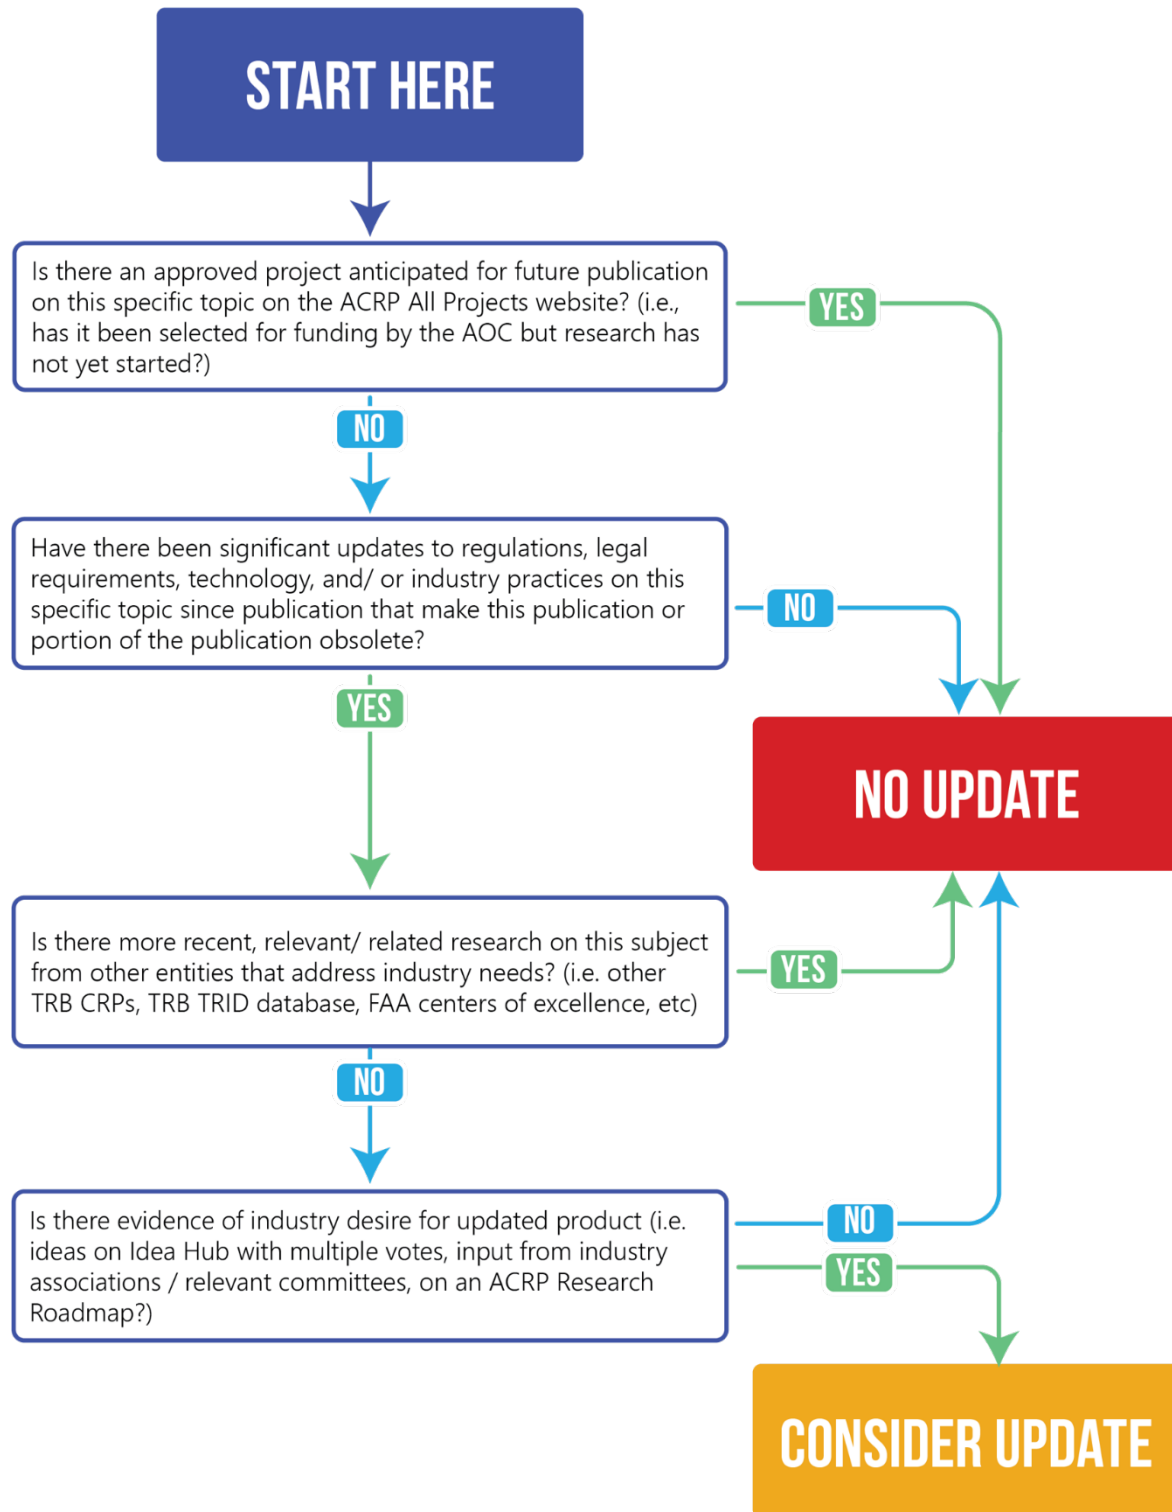 START HERE
Is there an approved project anticipated for future publication
on this specific topic on the ACRP All Projects website? (i.e.,
has it been selected for funding by the AOC but research has
not yet started?)
YES
NO
Have there been significant updates to regulations, legal
requirements, technology, and/ or industry practices on this
specific topic since publication that make this publication or
portion of the publication obsolete?
NO
YES
NO UPDATE
Is there more recent, relevant/ related research on this subject
from other entities that address industry needs? (i.e. other
TRB CRPs, TRB TRID database, FAA centers of excellence, etc)
YES
NO
Is there evidence of industry desire for updated product (i.e.
ideas on Idea Hub with multiple votes, input from industry
associations / relevant committees, on an ACRP Research
Roadmap?)
NO
YES
CONSIDER UPDATE